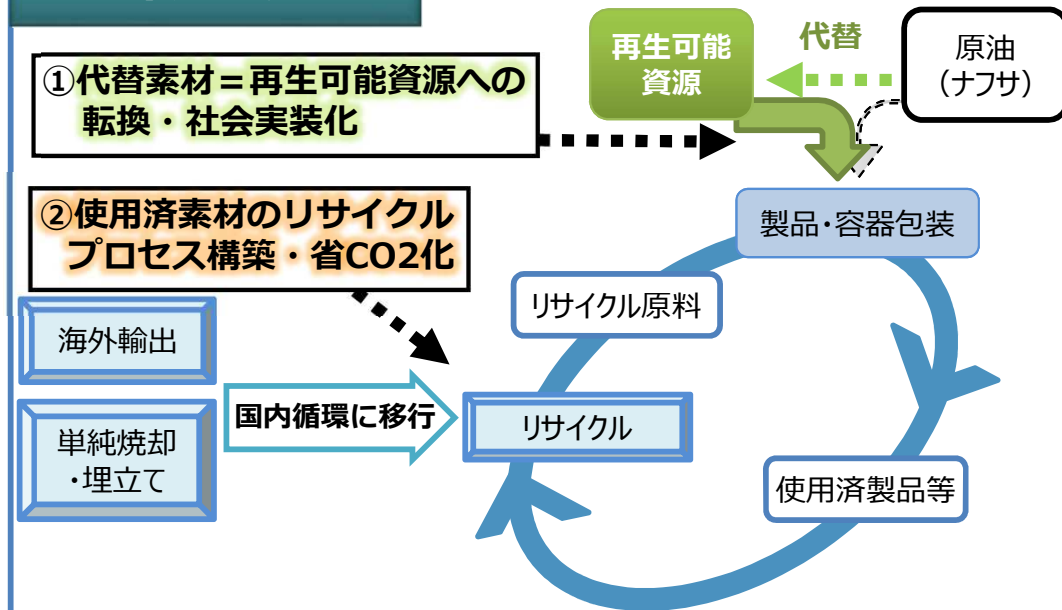 ①代替素材＝再生可能資源への
転換・社会実装化
再生可能
資源
代替
原油
（ナフサ）
②使用済素材のリサイクル
プロセス構築・省CO2化
製品・容器包装
リサイクル原料
海外輸出
国内循環に移行
リサイクル
単純焼却
・埋立て
使用済製品等